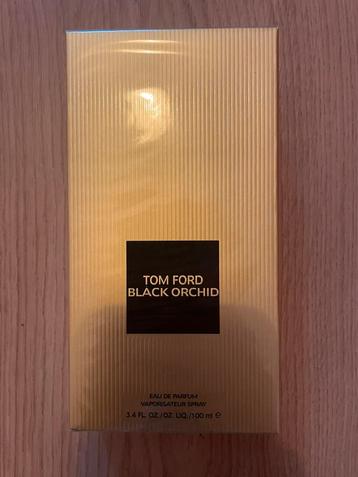 TOM FORD
BLACK ORCHID
EAU DE PARFUM
VAPORISATEUR SPRAY
3.4 FL. OZ./OZ. LIQ./100 ml ℮